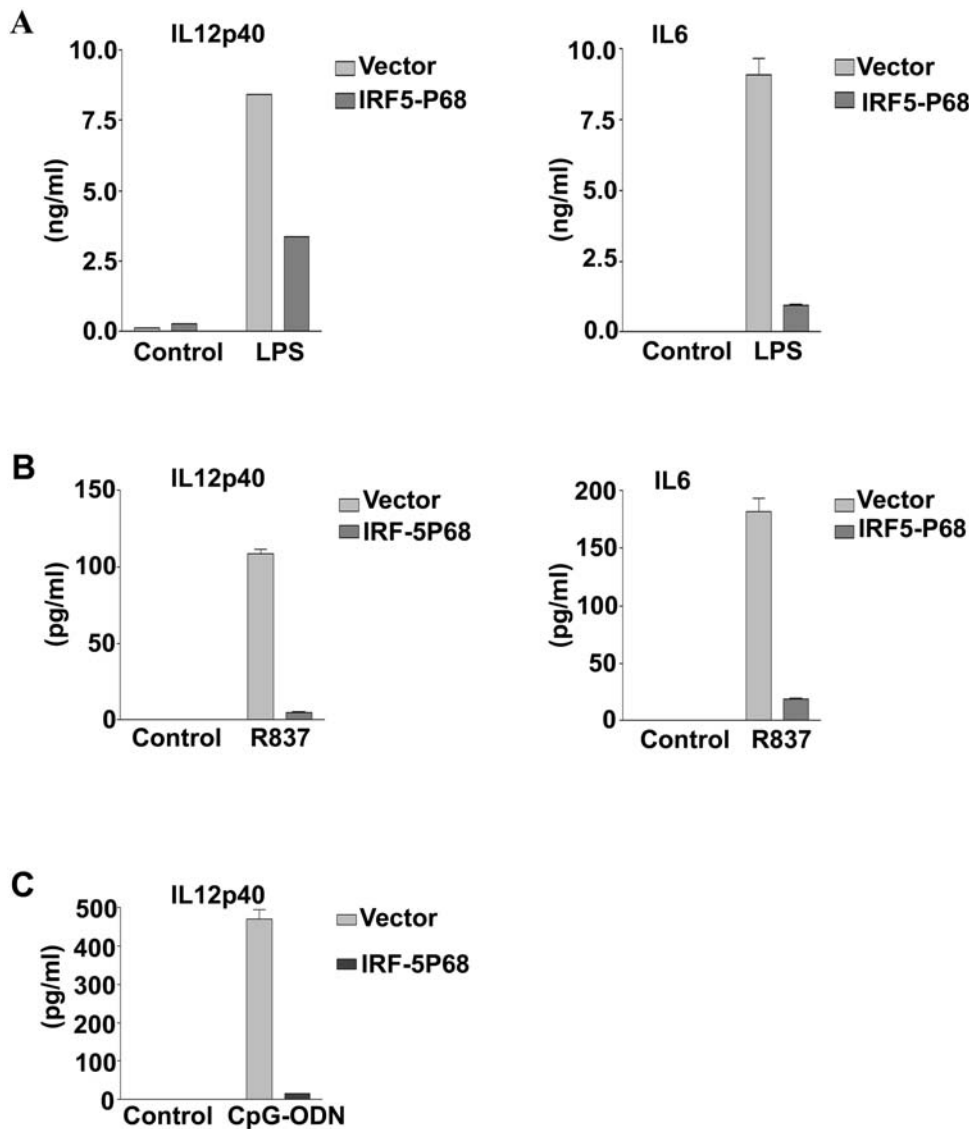 A
IL12p40
10.0
7.5
5.0
2.5
0.0
(ng/ml)
Control LPS
Vector
IRF5-P68
IL6
10.0
7.5
5.0
2.5
0.0
(ng/ml)
Control LPS
Vector
IRF5-P68
B
IL12p40
150
100
50
0
(pg/ml)
Control R837
Vector
IRF-5P68
IL6
200
150
100
50
0
(pg/ml)
Control R837
Vector
IRF5-P68
C
IL12p40
500
400
300
200
100
0
(pg/ml)
Control CpG-ODN
Vector
IRF-5P68